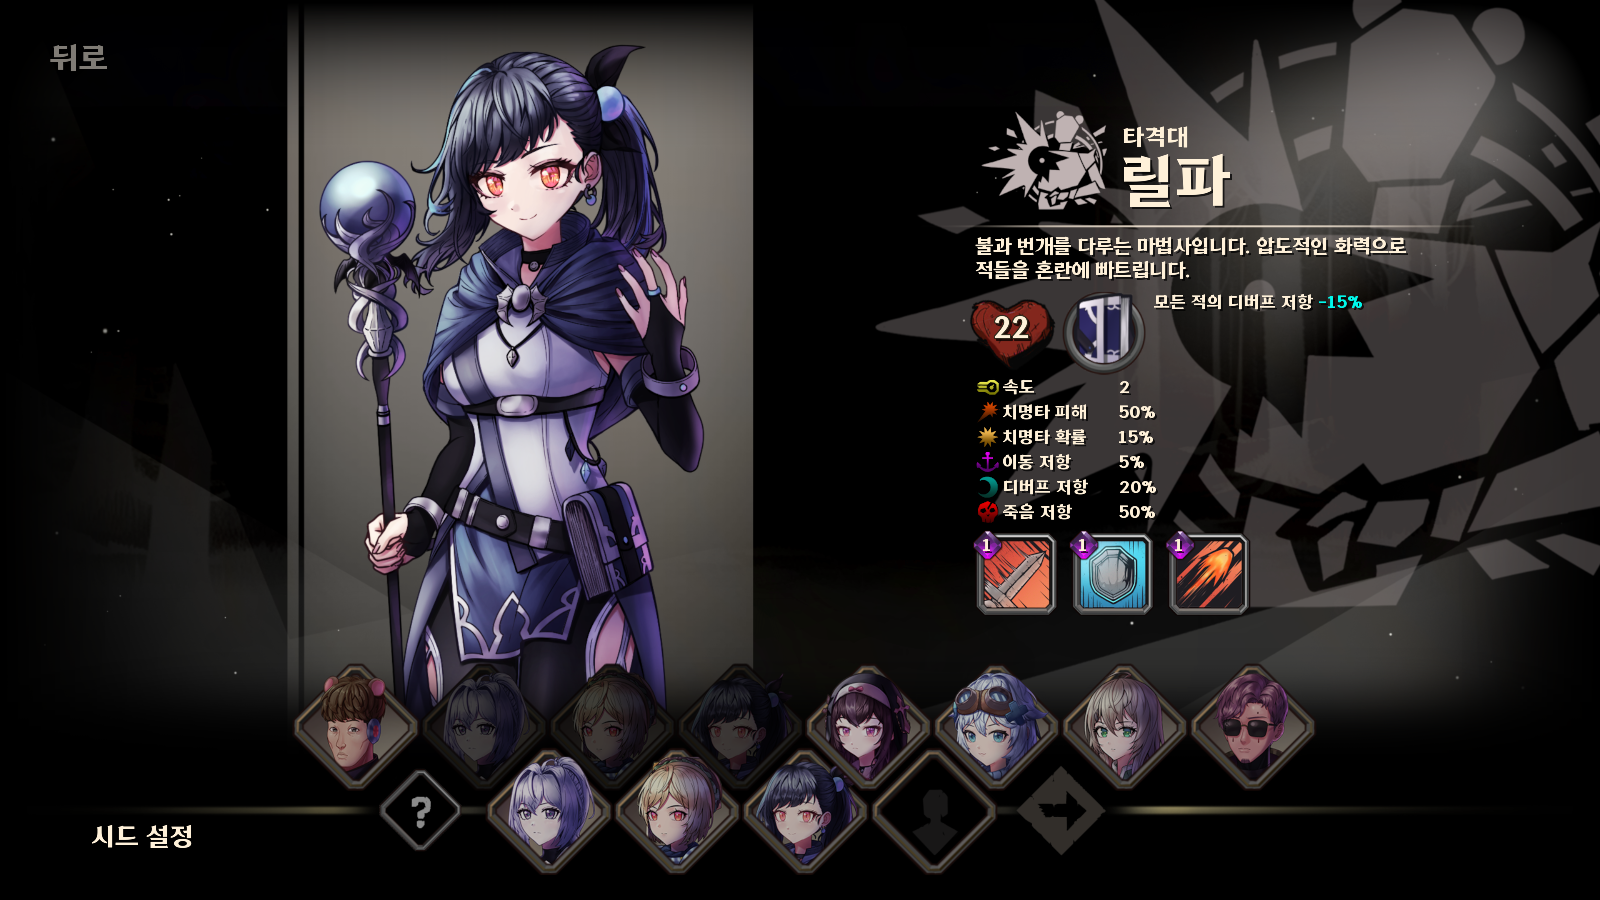 뒤로
타격대
릴파
불과 번개를 다루는 마법사입니다. 압도적인 화력으로
적들을 혼란에 빠트립니다.
22
모든 적의 디버프 저항 -15%
속도 2
치명타 피해 50%
치명타 확률 15%
이동 저항 5%
디버프 저항 20%
죽음 저항 50%
1 1 1
?
시드 설정